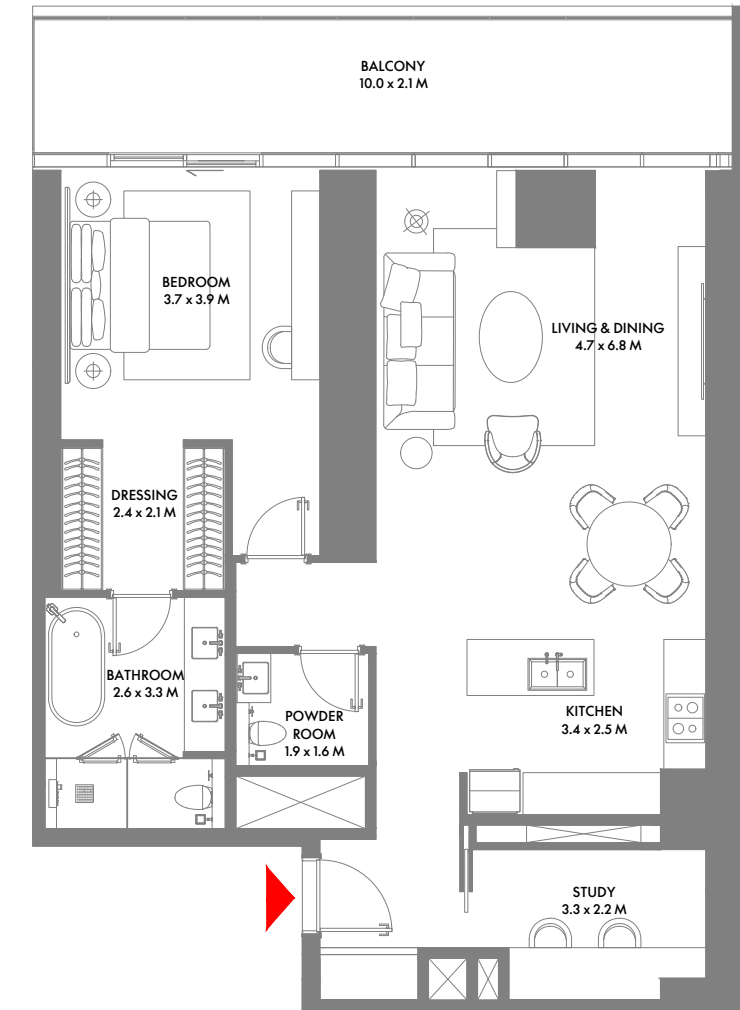 BALCONY
10.0 x 2.1 M
BEDROOM
3.7 x 3.9 M
LIVING & DINING
4.7 x 6.8 M
DRESSING
2.4 x 2.1 M
BATHROOM
2.6 x 3.3 M
POWDER
ROOM
1.9 x 1.6 M
KITCHEN
3.4 x 2.5 M
STUDY
3.3 x 2.2 M